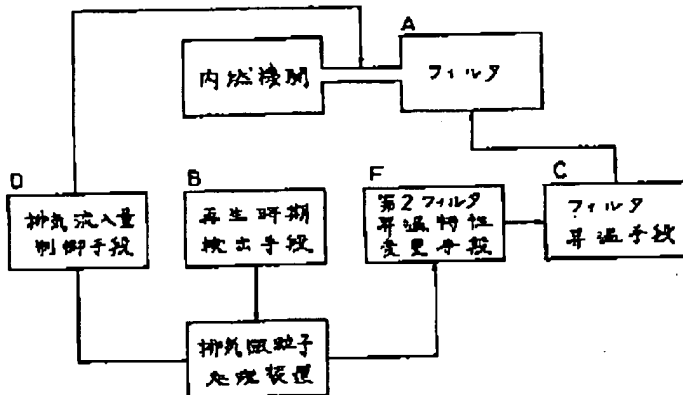 A
内燃機関
フィルタ
D
排気流入量
制御手段
B
再生時期
検出手段
F
第2フィルタ
昇温特性
変更手段
C
フィルタ
昇温手段
排気微粒子
処理装置